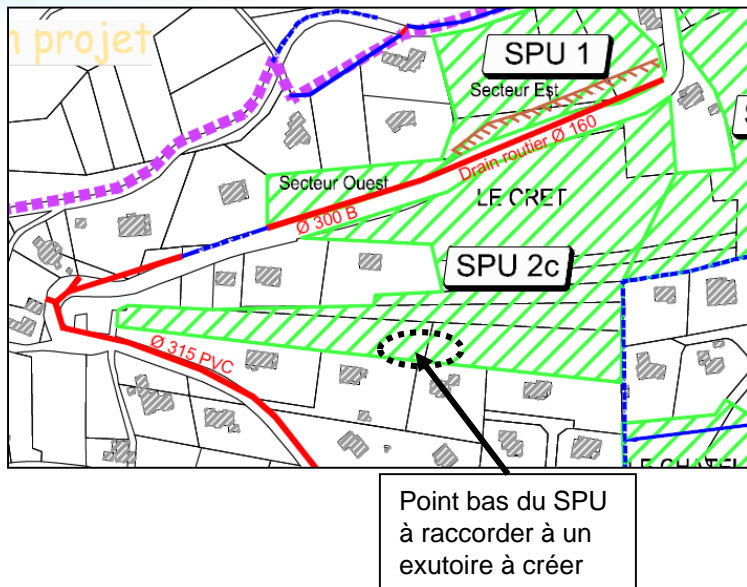 n projet
SPU 1
Secteur Est
Drain routier Ø 160
Secteur Ouest
LE CRET
Ø 300 B
SPU 2c
Ø 315 PVC
Point bas du SPU
à raccorder à un
exutoire à créer